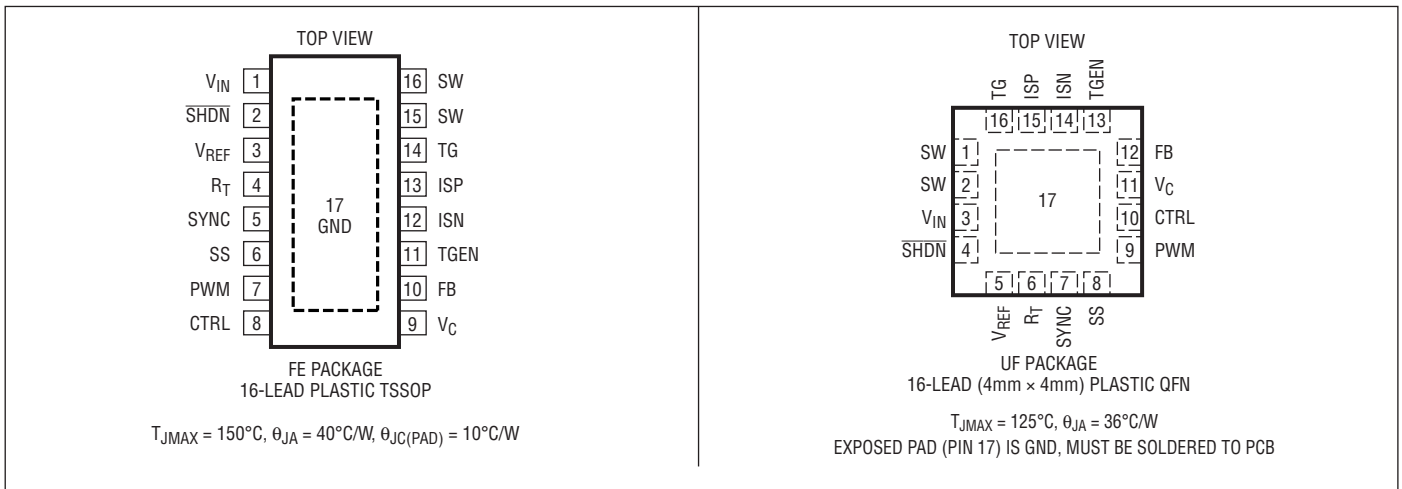 TOP VIEW
VIN 1
SHDN 2
VREF 3
RT 4
SYNC 5
SS 6
PWM 7
CTRL 8
17
GND
16 SW
15 SW
14 TG
13 ISP
12 ISN
11 TGEN
10 FB
9 VC
FE PACKAGE
16-LEAD PLASTIC TSSOP
TJMAX = 150°C, θJA = 40°C/W, θJC(PAD) = 10°C/W
TOP VIEW
TG ISP ISN TGEN
16 15 14 13
SW 1
SW 2
VIN 3
SHDN 4
17
12 FB
11 VC
10 CTRL
9 PWM
5 6 7 8
VREF RT SYNC SS
UF PACKAGE
16-LEAD (4mm × 4mm) PLASTIC QFN
TJMAX = 125°C, θJA = 36°C/W
EXPOSED PAD (PIN 17) IS GND, MUST BE SOLDERED TO PCB